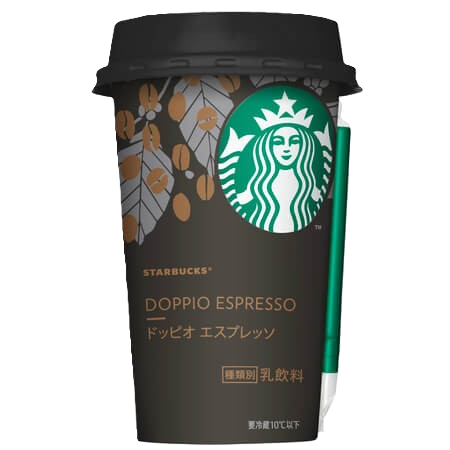 TM
STARBUCKS®
DOPPIO ESPRESSO
ドッピオ エスプレッソ
種類別 乳飲料
要冷蔵10℃以下